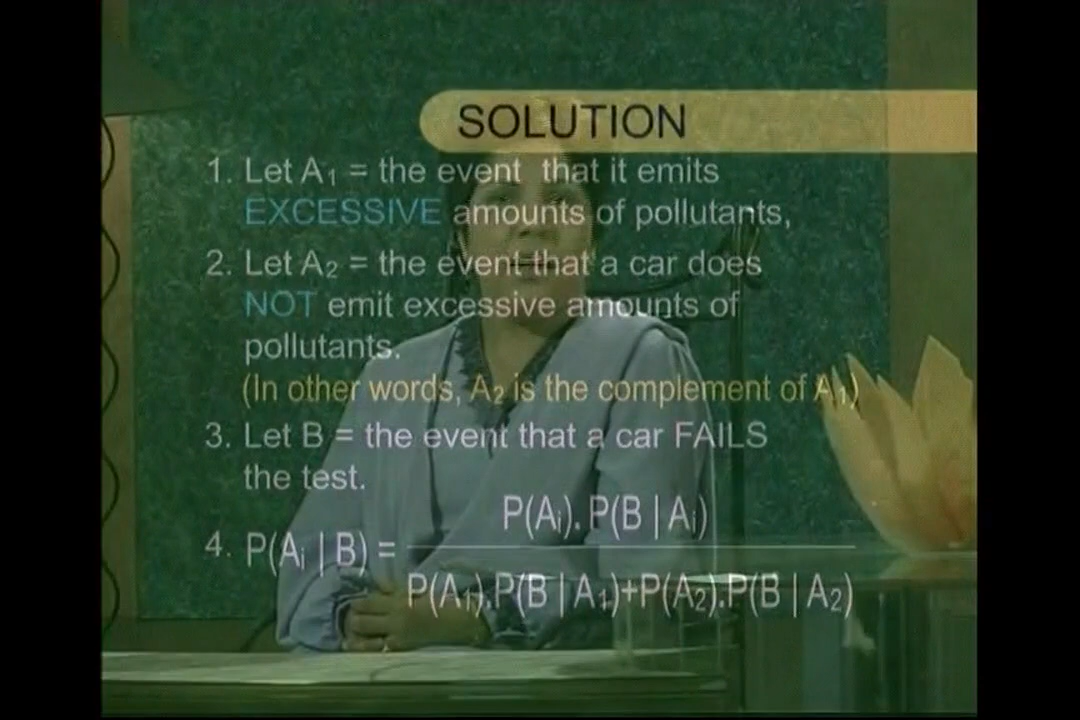 SOLUTION
1. Let A₁ = the event that it emits
EXCESSIVE amounts of pollutants,
2. Let A₂ = the event that a car does
NOT emit excessive amounts of
pollutants.
(In other words, A₂ is the complement of A₁)
3. Let B = the event that a car FAILS
the test.
P(Aᵢ). P(B | Aᵢ)
4. P(Aᵢ | B) =
P(A₁).P(B | A₁)+P(A₂).P(B | A₂)